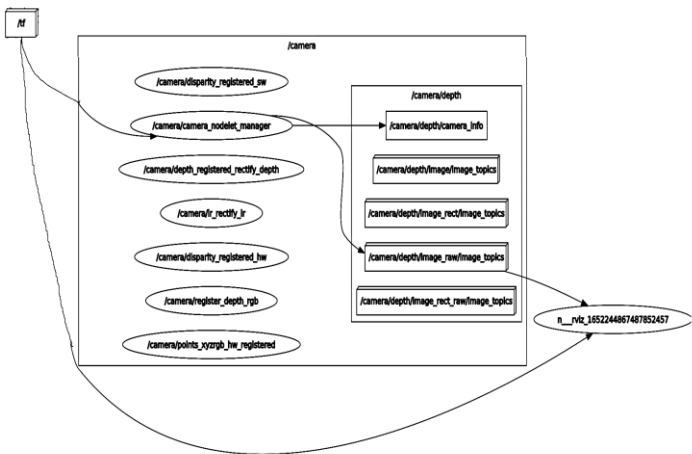 /tf
/camera
/camera/disparity_registered_sw
/camera/depth
/camera/camera_nodelet_manager
/camera/depth/camera_info
/camera/depth_registered_rectify_depth
/camera/depth/image/image_topics
/camera/ir_rectify_ir
/camera/depth/image_rect/image_topics
/camera/disparity_registered_hw
/camera/depth/image_raw/image_topics
/camera/register_depth_rgb
/camera/depth/image_rect_raw/image_topics
n__rviz_1652244867487852457
/camera/points_xyzrgb_hw_registered